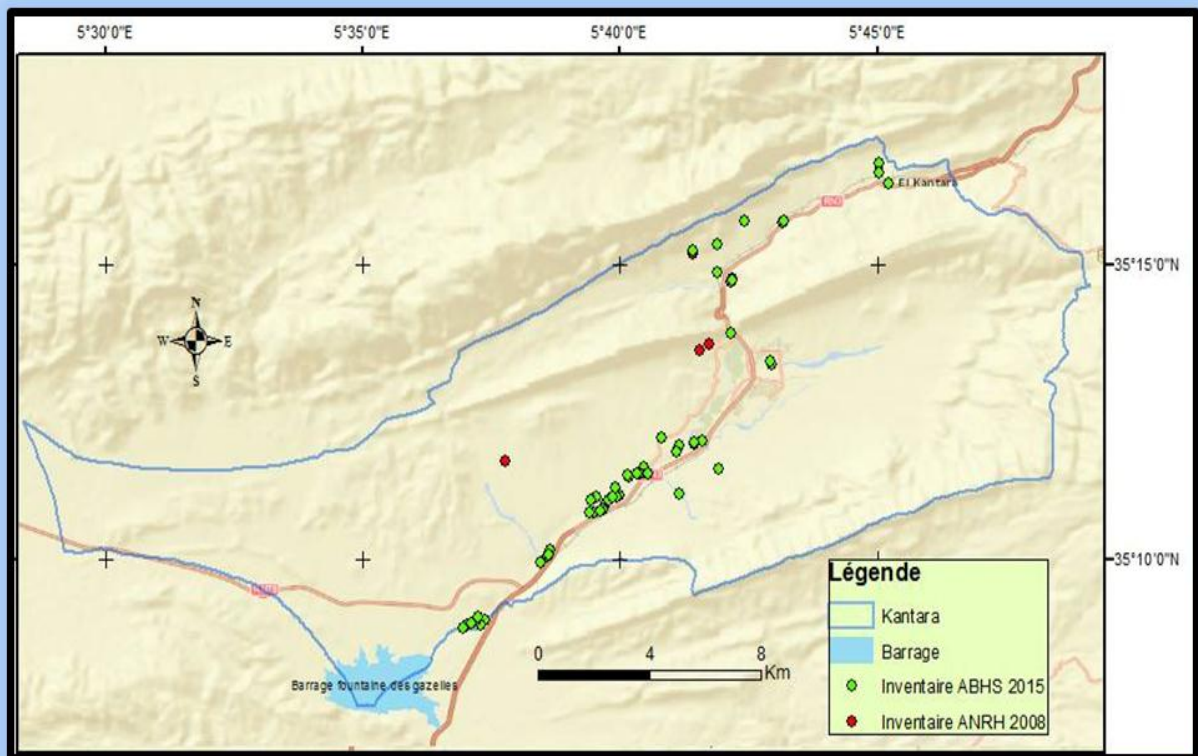 5°30'0"E 5°35'0"E 5°40'0"E 5°45'0"E
El Kantara
35°15'0"N
N
W E
S
35°10'0"N
Barrage fountaine des gazelles
0 4 8
Km
Légende
Kantara
Barrage
Inventaire ABHS 2015
Inventaire ANRH 2008